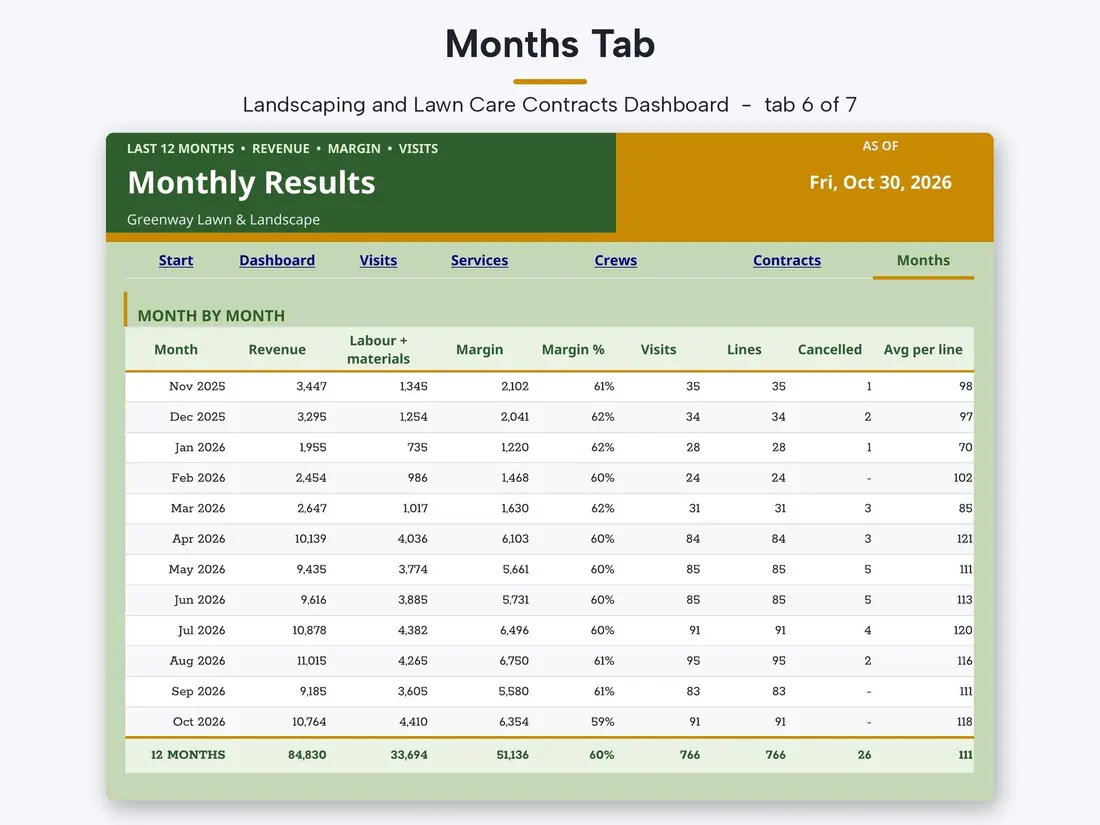 Months Tab
Landscaping and Lawn Care Contracts Dashboard - tab 6 of 7
LAST 12 MONTHS • REVENUE • MARGIN • VISITS
Monthly Results
Greenway Lawn & Landscape
AS OF
Fri, Oct 30, 2026
Start Dashboard Visits Services Crews Contracts Months
MONTH BY MONTH
Month Revenue Labour + materials Margin Margin % Visits Lines Cancelled Avg per line
Nov 2025 3,447 1,345 2,102 61% 35 35 1 98
Dec 2025 3,295 1,254 2,041 62% 34 34 2 97
Jan 2026 1,955 735 1,220 62% 28 28 1 70
Feb 2026 2,454 986 1,468 60% 24 24 - 102
Mar 2026 2,647 1,017 1,630 62% 31 31 3 85
Apr 2026 10,139 4,036 6,103 60% 84 84 3 121
May 2026 9,435 3,774 5,661 60% 85 85 5 111
Jun 2026 9,616 3,885 5,731 60% 85 85 5 113
Jul 2026 10,878 4,382 6,496 60% 91 91 4 120
Aug 2026 11,015 4,265 6,750 61% 95 95 2 116
Sep 2026 9,185 3,605 5,580 61% 83 83 - 111
Oct 2026 10,764 4,410 6,354 59% 91 91 - 118
12 MONTHS 84,830 33,694 51,136 60% 766 766 26 111